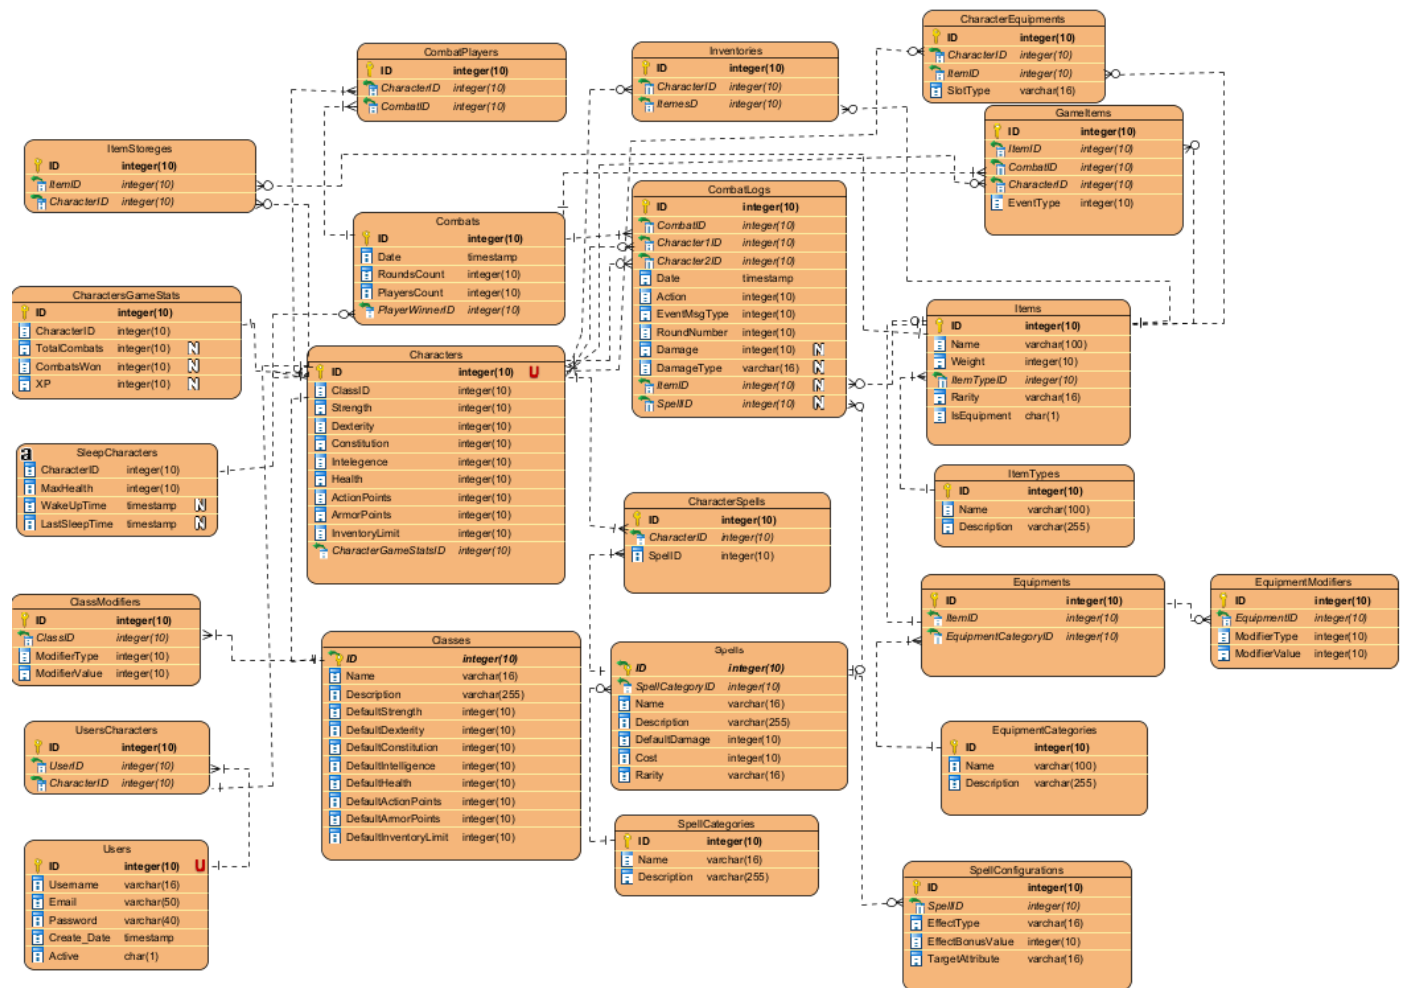 CharacterEquipments
ID integer(10)
CharacterID integer(10)
ItemID integer(10)
SlotType varchar(16)
CombatPlayers
ID integer(10)
CharacterID integer(10)
CombatID integer(10)
Inventories
ID integer(10)
CharacterID integer(10)
ItemesD integer(10)
GameItems
ID integer(10)
ItemID integer(10)
CombatID integer(10)
CharacterID integer(10)
EventType integer(10)
ItemStoreges
ID integer(10)
ItemID integer(10)
CharacterID integer(10)
CombatLogs
ID integer(10)
CombatID integer(10)
Character1ID integer(10)
Character2ID integer(10)
Date timestamp
Action integer(10)
EventMsgType integer(10)
RoundNumber integer(10)
Damage integer(10) N
DamageType varchar(16) N
ItemID integer(10) N
SpellID integer(10) N
Combats
ID integer(10)
Date timestamp
RoundsCount integer(10)
PlayersCount integer(10)
PlayerWinnerID integer(10)
CharactersGameStats
ID integer(10)
CharacterID integer(10)
TotalCombats integer(10) N
CombatsWon integer(10) N
XP integer(10) N
Items
ID integer(10)
Name varchar(100)
Weight integer(10)
ItemTypeID integer(10)
Rarity varchar(16)
IsEquipment char(1)
Characters
ID integer(10) U
ClassID integer(10)
Strength integer(10)
Dexterity integer(10)
Constitution integer(10)
Intelegence integer(10)
Health integer(10)
ActionPoints integer(10)
ArmorPoints integer(10)
InventoryLimit integer(10)
CharacterGameStatsID integer(10)
a SleepCharacters
CharacterID integer(10)
MaxHealth integer(10)
WakeUpTime timestamp N
LastSleepTime timestamp N
ItemTypes
ID integer(10)
Name varchar(100)
Description varchar(255)
CharacterSpells
ID integer(10)
CharacterID integer(10)
SpellID integer(10)
Equipments
ID integer(10)
ItemID integer(10)
EquipmentCategoryID integer(10)
EquipmentModifiers
ID integer(10)
EquipmentID integer(10)
ModifierType integer(10)
ModifierValue integer(10)
ClassModifiers
ID integer(10)
ClassID integer(10)
ModifierType integer(10)
ModifierValue integer(10)
Classes
ID integer(10)
Name varchar(16)
Description varchar(255)
DefaultStrength integer(10)
DefaultDexterity integer(10)
DefaultConstitution integer(10)
DefaultIntelligence integer(10)
DefaultHealth integer(10)
DefaultActionPoints integer(10)
DefaultArmorPoints integer(10)
DefaultInventoryLimit integer(10)
Spells
ID integer(10)
SpellCategoryID integer(10)
Name varchar(16)
Description varchar(255)
DefaultDamage integer(10)
Cost integer(10)
Rarity varchar(16)
UsersCharacters
ID integer(10)
UserID integer(10)
CharacterID integer(10)
EquipmentCategories
ID integer(10)
Name varchar(100)
Description varchar(255)
SpellCategories
ID integer(10)
Name varchar(16)
Description varchar(255)
Users
ID integer(10) U
Username varchar(16)
Email varchar(50)
Password varchar(40)
Create_Date timestamp
Active char(1)
SpellConfigurations
ID integer(10)
SpellID integer(10)
EffectType varchar(16)
EffectBonusValue integer(10)
TargetAttribute varchar(16)